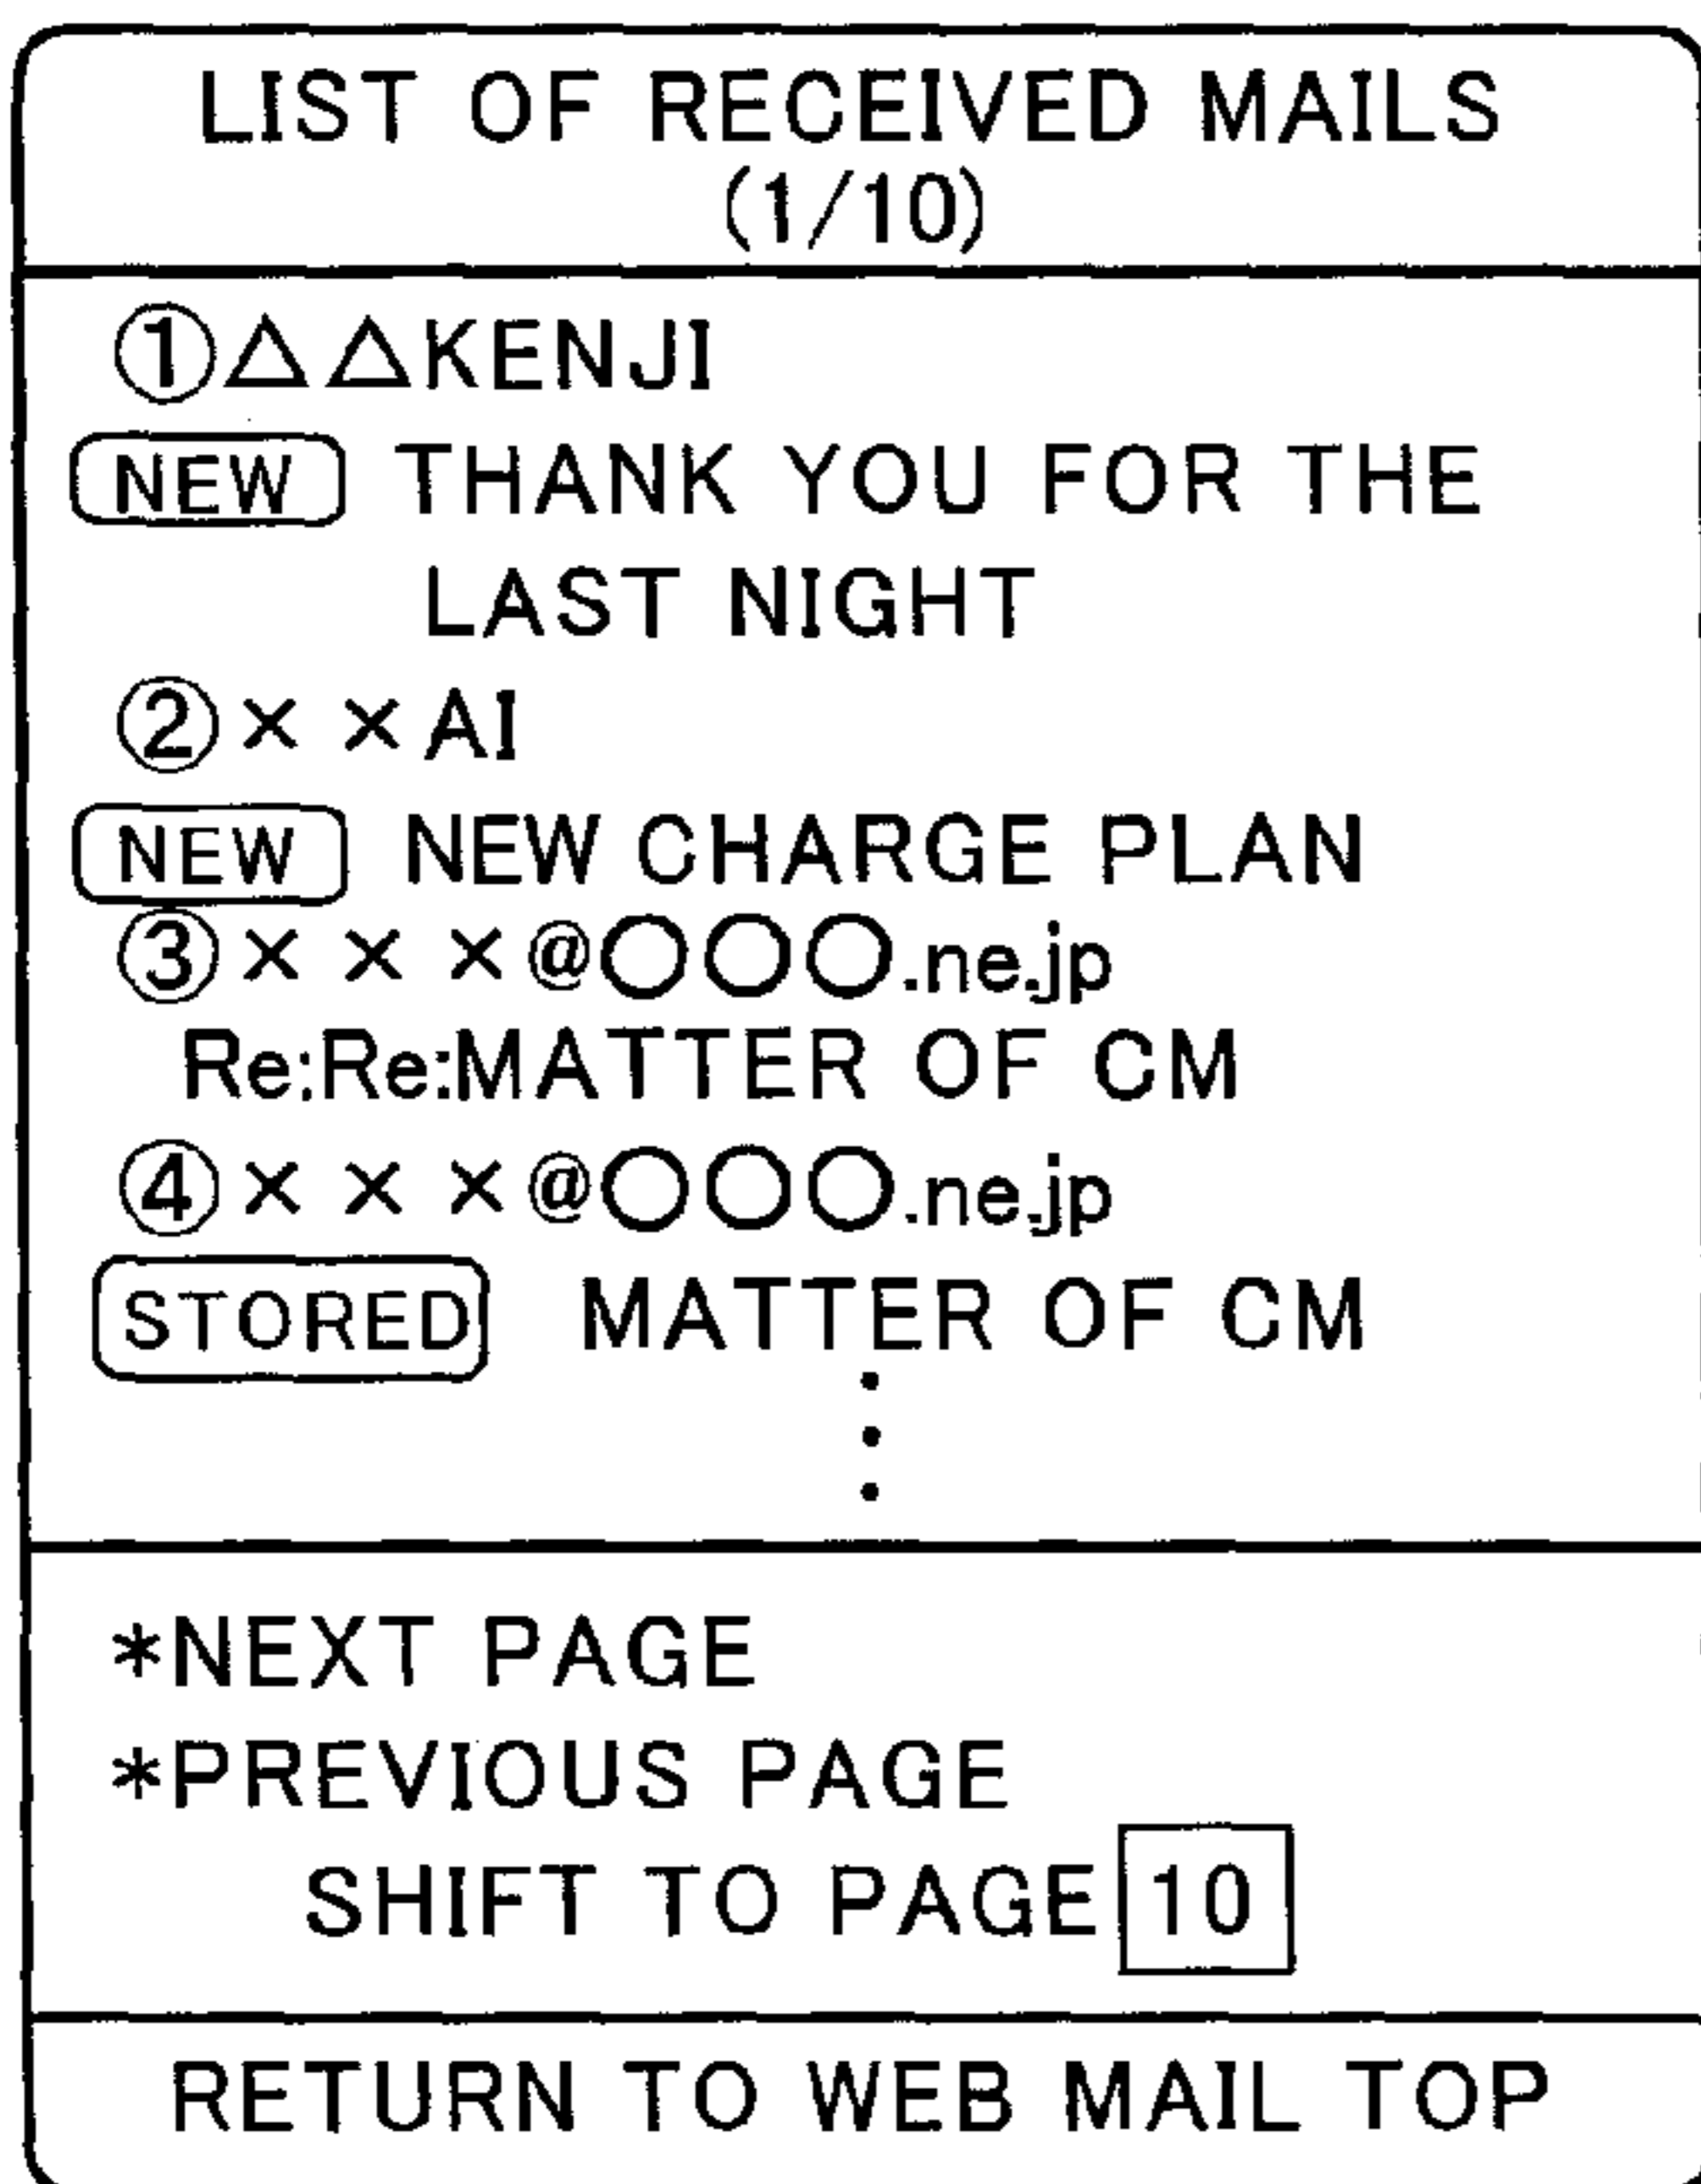 LIST OF RECEIVED MAILS
(1/10)
①△△KENJI
NEW THANK YOU FOR THE
LAST NIGHT
②××AI
NEW NEW CHARGE PLAN
③×××@○○○.ne.jp
Re:Re:MATTER OF CM
④×××@○○○.ne.jp
STORED MATTER OF CM
*NEXT PAGE
*PREVIOUS PAGE
SHIFT TO PAGE 10
RETURN TO WEB MAIL TOP